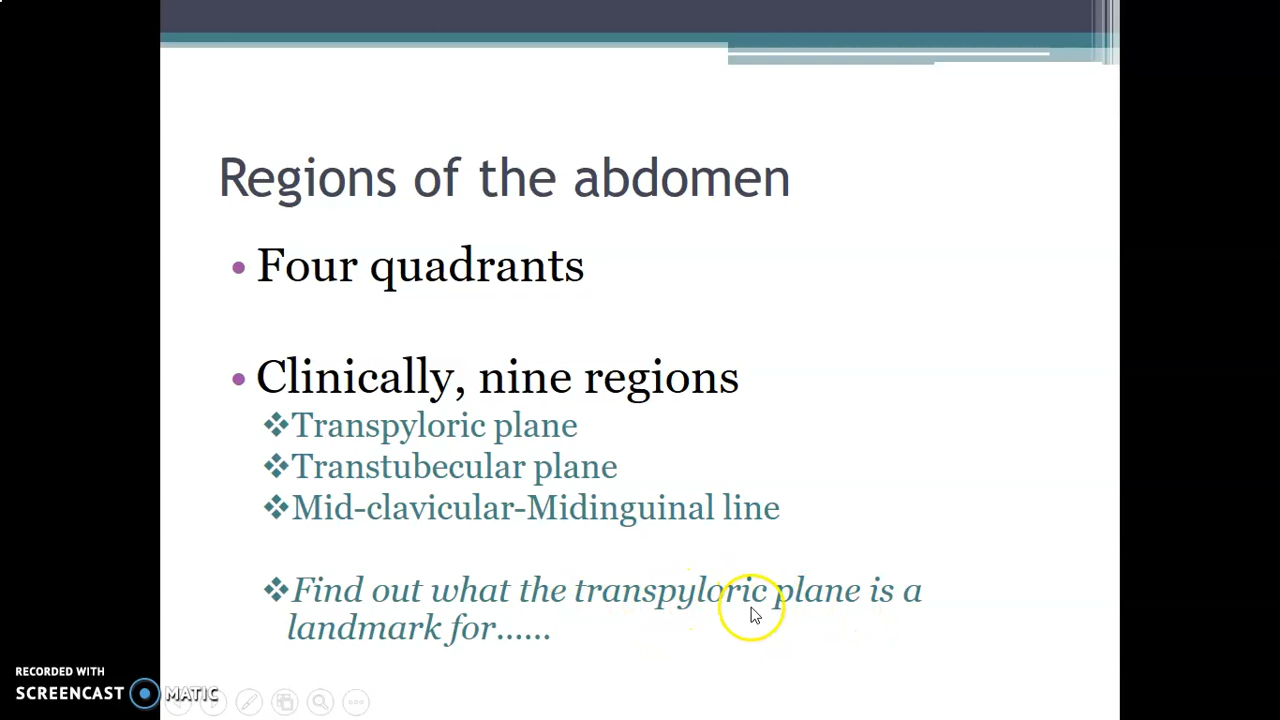 Regions of the abdomen
• Four quadrants
• Clinically, nine regions
❖Transpyloric plane
❖Transtubecular plane
❖Mid-clavicular-Midinguinal line
❖Find out what the transpyloric plane is a
landmark for......
RECORDED WITH
SCREENCAST MATIC